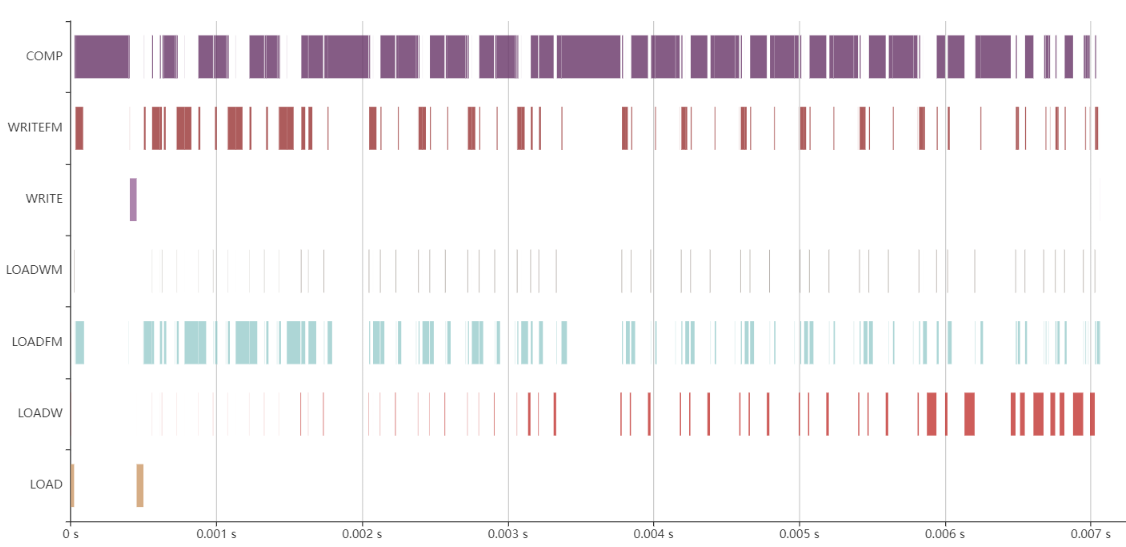 COMP
WRITEFM
WRITE
LOADWM
LOADFM
LOADW
LOAD
0 s 0.001 s 0.002 s 0.003 s 0.004 s 0.005 s 0.006 s 0.007 s